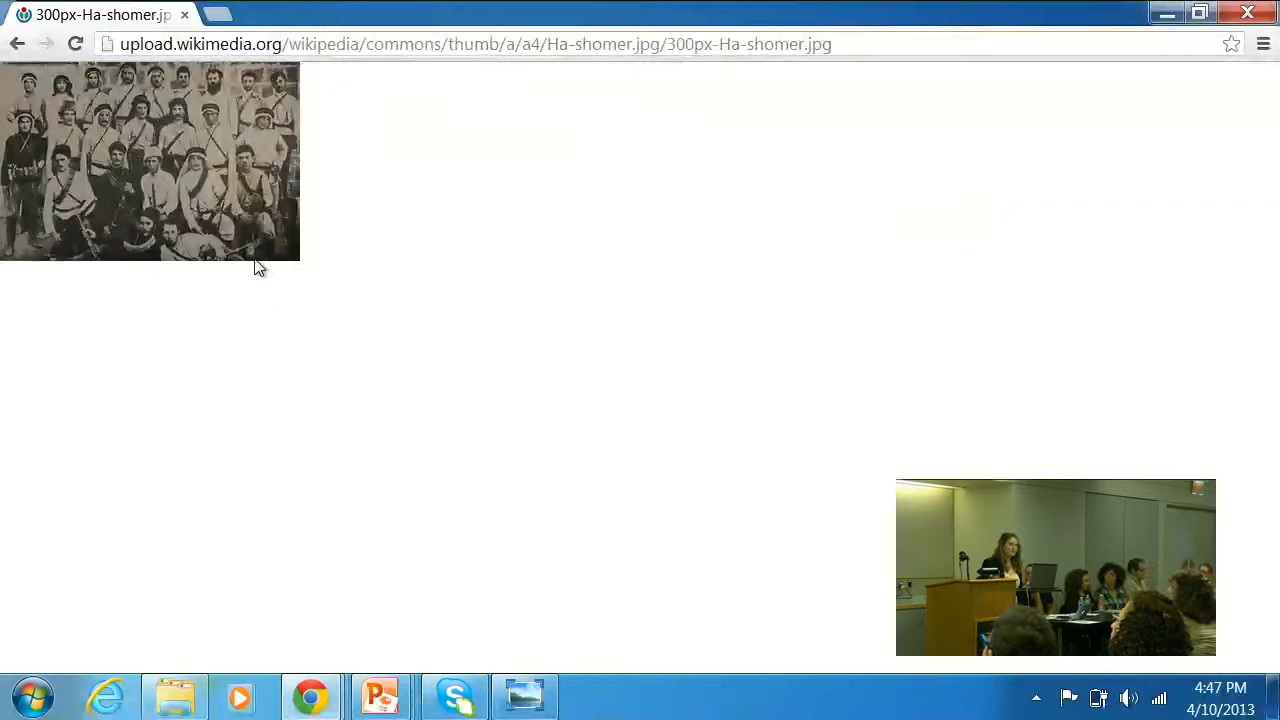 300px-Ha-shomer.jp
upload.wikimedia.org/wikipedia/commons/thumb/a/a4/Ha-shomer.jpg/300px-Ha-shomer.jpg
4:47 PM
4/10/2013